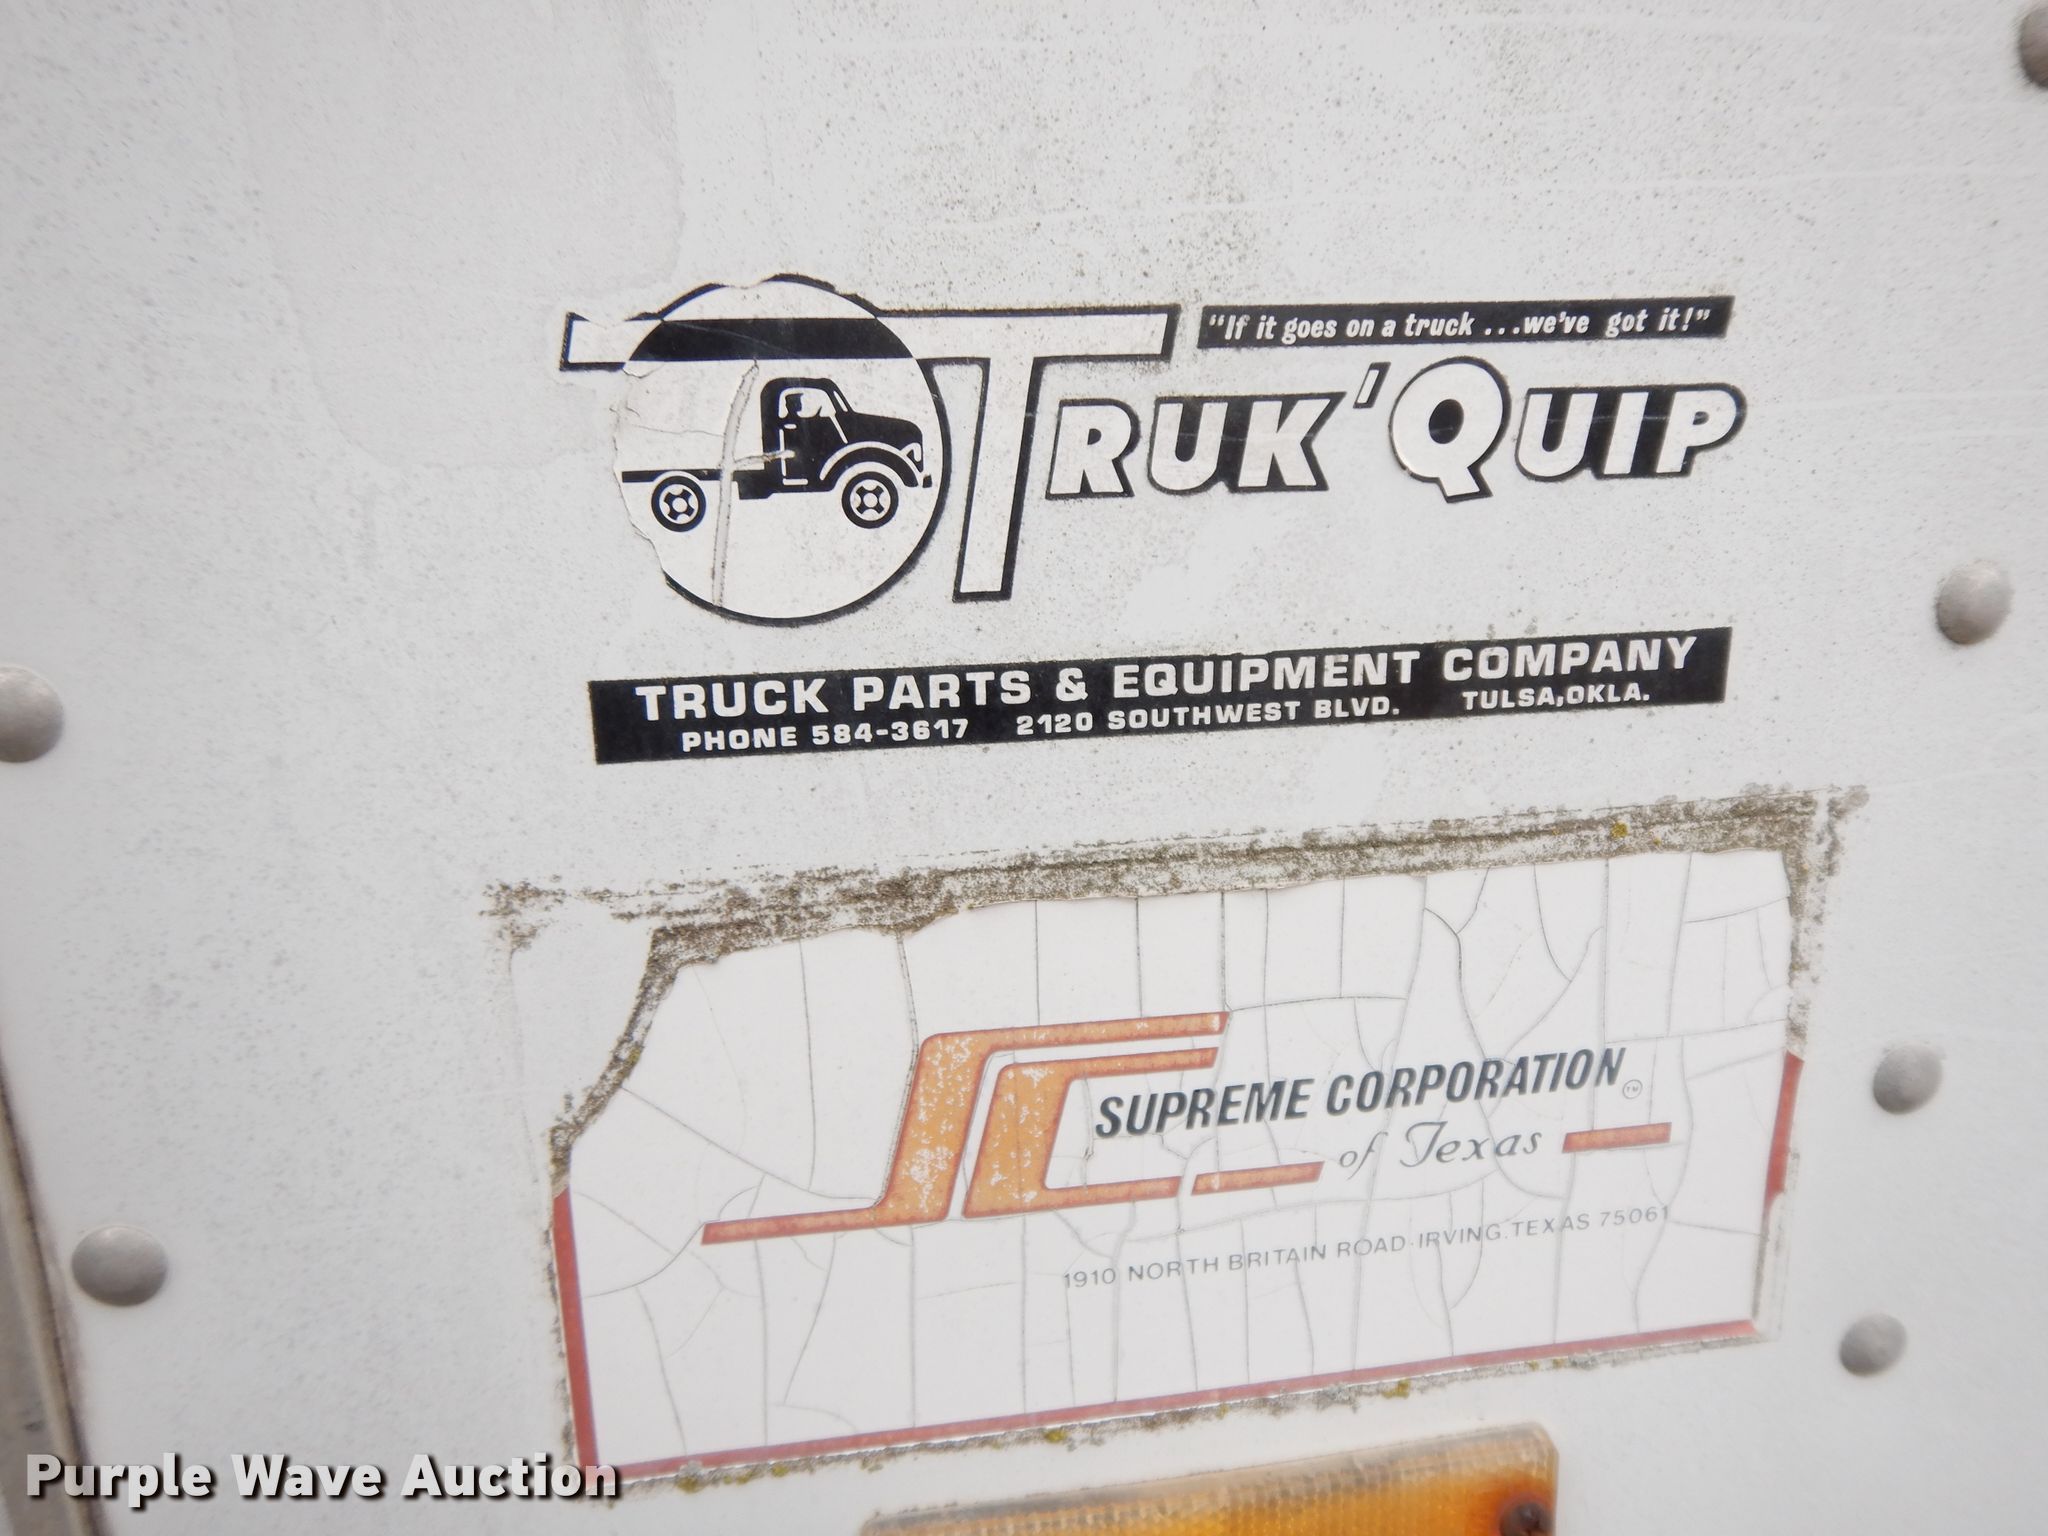 "If it goes on a truck ...we've got it!"
TRUK'QUIP
TRUCK PARTS & EQUIPMENT COMPANY
PHONE 584-3617 2120 SOUTHWEST BLVD. TULSA, OKLA.
SC SUPREME CORPORATION TM
of Texas
1910 NORTH BRITAIN ROAD·IRVING, TEXAS 75061
Purple Wave Auction